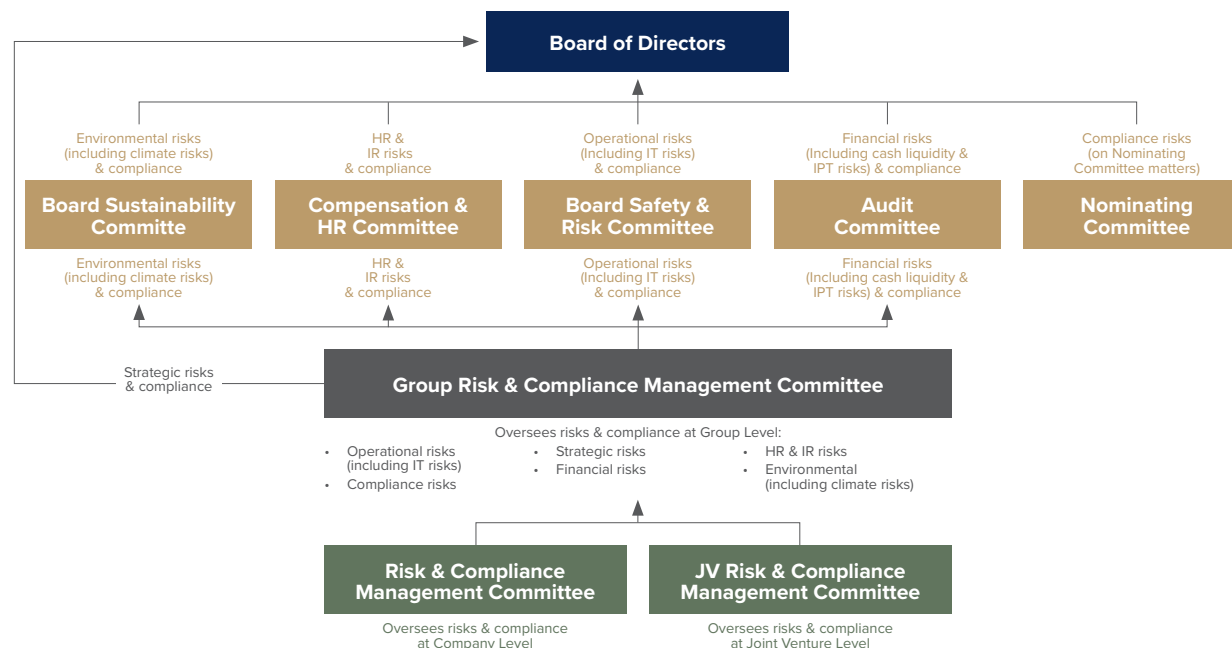 Board of Directors
Environmental risks
(including climate risks)
& compliance
HR &
IR risks
& compliance
Operational risks
(Including IT risks)
& compliance
Financial risks
(Including cash liquidity &
IPT risks) & compliance
Compliance risks
(on Nominating
Committee matters)
Board Sustainability
Committe
Compensation &
HR Committee
Board Safety &
Risk Committee
Audit
Committee
Nominating
Committee
Environmental risks
(including climate risks)
& compliance
HR &
IR risks
& compliance
Operational risks
(Including IT risks)
& compliance
Financial risks
(Including cash liquidity &
IPT risks) & compliance
Strategic risks
& compliance
Group Risk & Compliance Management Committee
Oversees risks & compliance at Group Level:
• Operational risks
(including IT risks)
• Compliance risks
• Strategic risks
• Financial risks
• HR & IR risks
• Environmental
(including climate risks)
Risk & Compliance
Management Committee
JV Risk & Compliance
Management Committee
Oversees risks & compliance
at Company Level
Oversees risks & compliance
at Joint Venture Level